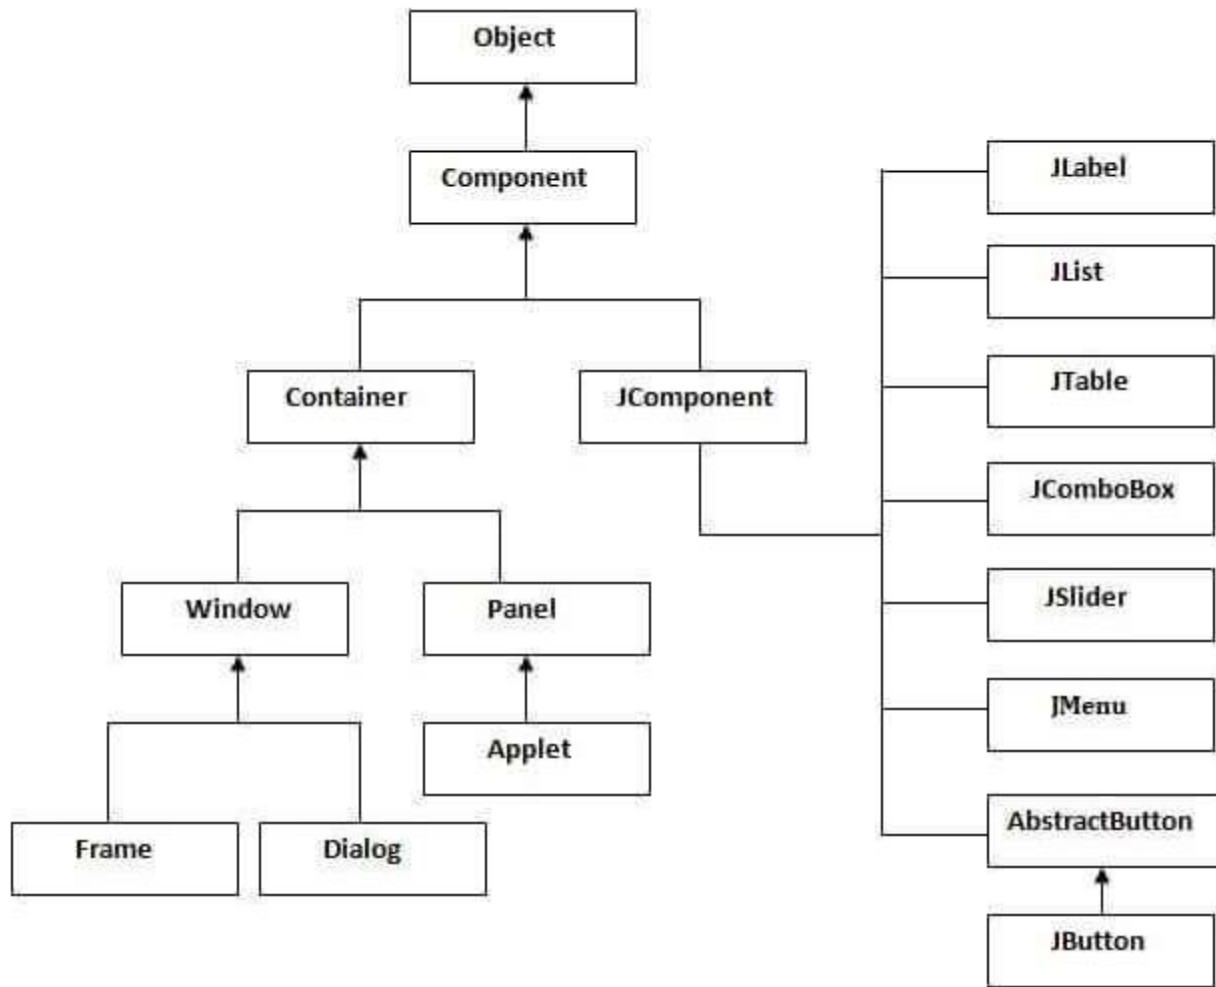 Object
Component
JLabel
JList
Container
JComponent
JTable
JComboBox
Window
Panel
JSlider
JMenu
Applet
AbstractButton
Frame
Dialog
JButton